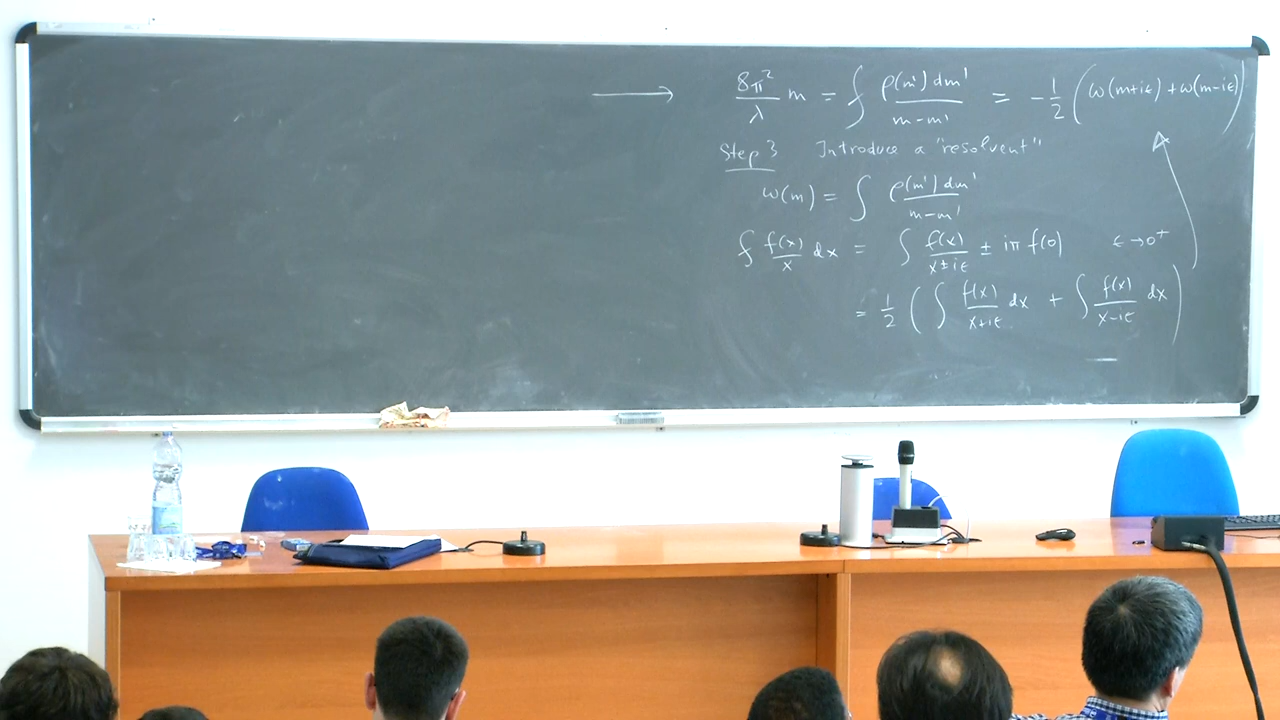 ⟶ 8π²/λ m = ⨍ ρ(m') dm'/m-m' = -1/2 (ω(m+iϵ) + ω(m-iϵ))
Step 3 Introduce a "resolvent"
ω(m) = ∫ ρ(m') dm'/m-m'
⨍ f(x)/x dx = ∫ f(x)/x±iϵ ± iπ f(0) ϵ→0⁺
= 1/2 (∫ f(x)/x+iϵ dx + ∫ f(x)/x-iϵ dx)